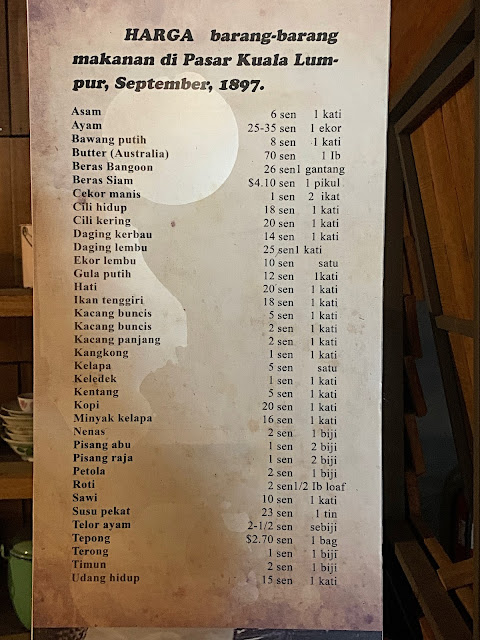 HARGA barang-barang
makanan di Pasar Kuala Lum-
pur, September, 1897.
Asam 6 sen 1 kati
Ayam 25-35 sen 1 ekor
Bawang putih 8 sen 1 kati
Butter (Australia) 70 sen 1 Ib
Beras Bangoon 26 sen1 gantang
Beras Siam $4.10 sen 1 pikul
Cekor manis 1 sen 2 ikat
Cili hidup 18 sen 1 kati
Cili kering 20 sen 1 kati
Daging kerbau 14 sen 1 kati
Daging lembu 25 sen1 kati
Ekor lembu 10 sen satu
Gula putih 12 sen 1kati
Hati 20 sen 1 kati
Ikan tenggiri 18 sen 1 kati
Kacang buncis 5 sen 1 kati
Kacang buncis 2 sen 1 kati
Kacang panjang 2 sen 1 kati
Kangkong 1 sen 1 kati
Kelapa 5 sen satu
Keledek 1 sen 1 kati
Kentang 5 sen 1 kati
Kopi 20 sen 1 kati
Minyak kelapa 16 sen 1 kati
Nenas 2 sen 1 biji
Pisang abu 1 sen 2 biji
Pisang raja 1 sen 2 biji
Petola 2 sen 1 biji
Roti 2 sen1/2 Ib loaf
Sawi 10 sen 1 kati
Susu pekat 23 sen 1 tin
Telor ayam 2-1/2 sen sebiji
Tepong $2.70 sen 1 bag
Terong 1 sen 1 biji
Timun 2 sen 1 biji
Udang hidup 15 sen 1 kati